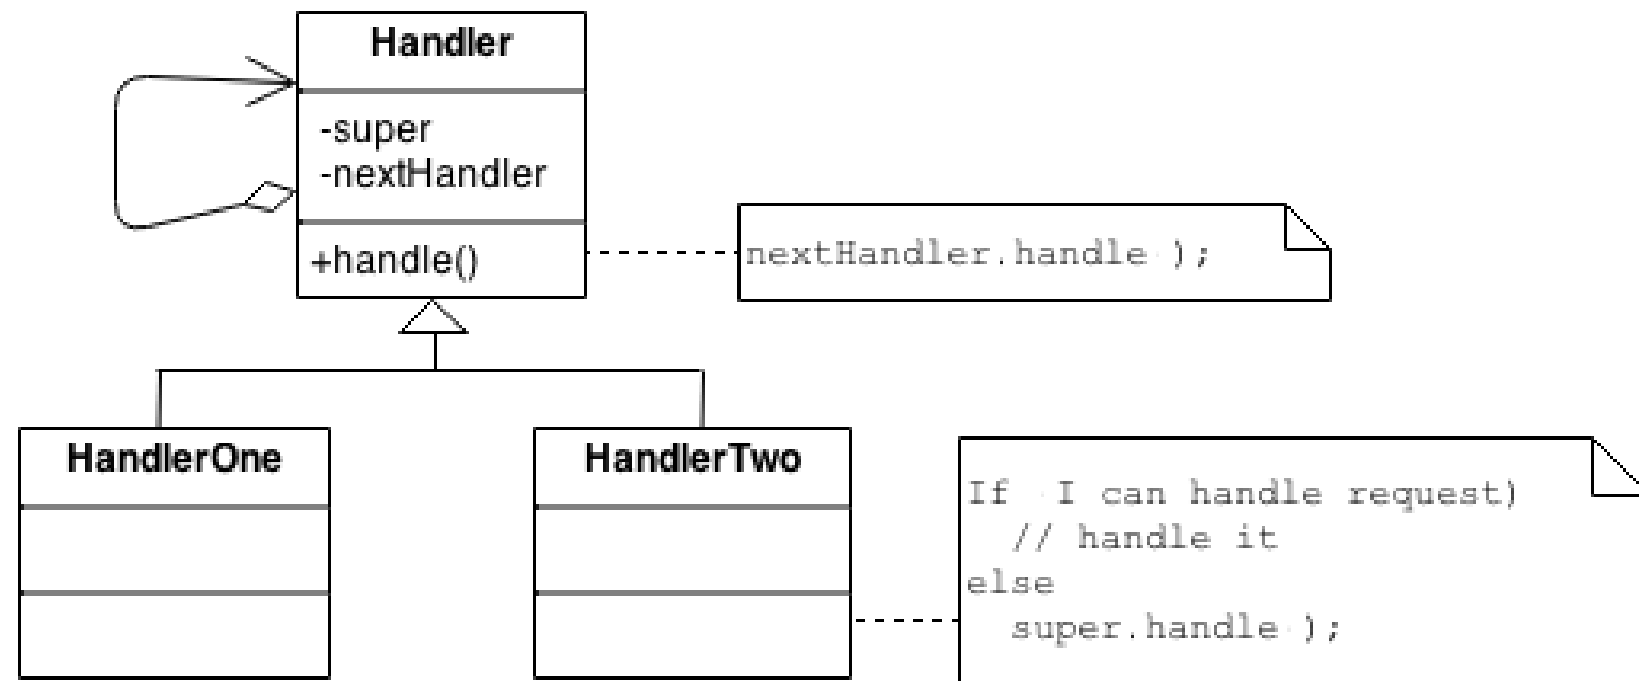 Handler
-super
-nextHandler
+handle()
nextHandler.handle );
HandlerOne
HandlerTwo
If I can handle request)
// handle it
else
super.handle );